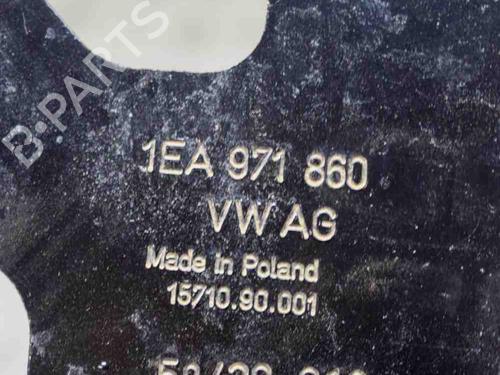 B-PARTS
1EA 971 860
VW AG
Made in Poland
15710.90.001